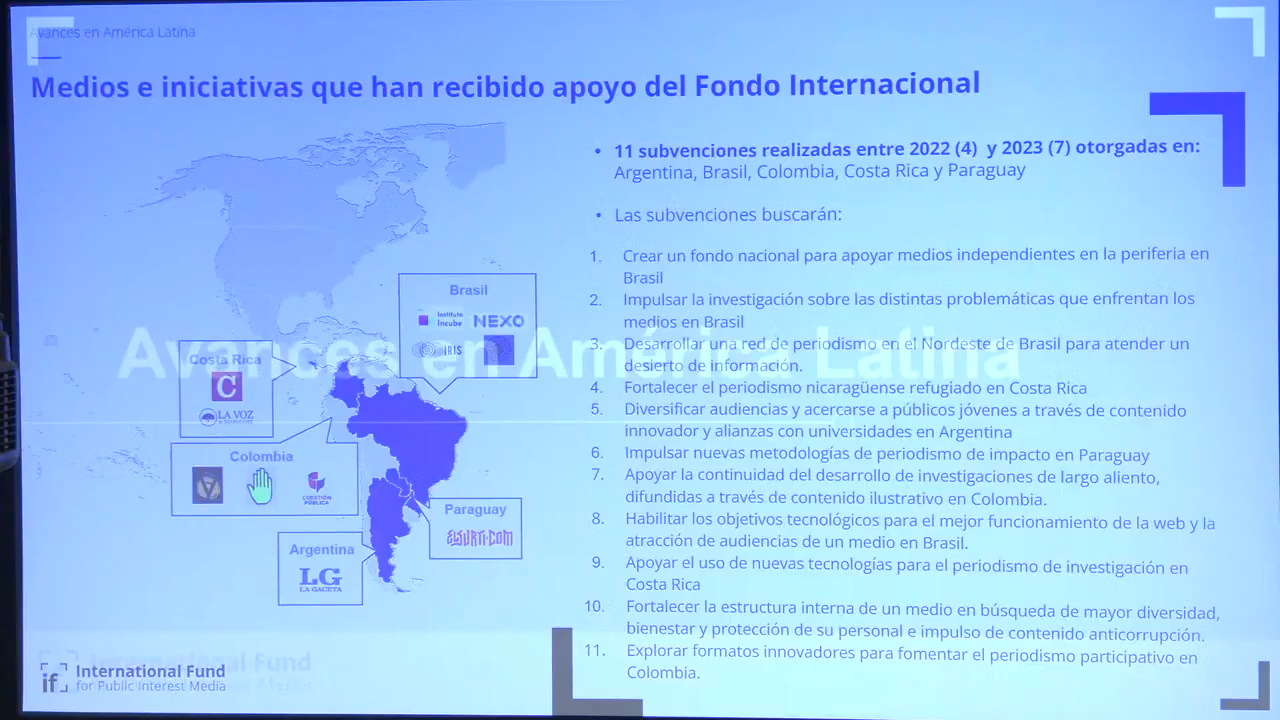 Avances en América Latina
Medios e iniciativas que han recibido apoyo del Fondo Internacional
• 11 subvenciones realizadas entre 2022 (4) y 2023 (7) otorgadas en:
Argentina, Brasil, Colombia, Costa Rica y Paraguay
• Las subvenciones buscarán:
1. Crear un fondo nacional para apoyar medios independientes en la periferia en
Brasil
2. Impulsar la investigación sobre las distintas problemáticas que enfrentan los
medios en Brasil
3. Desarrollar una red de periodismo en el Nordeste de Brasil para atender un
desierto de información.
4. Fortalecer el periodismo nicaragüense refugiado en Costa Rica
5. Diversificar audiencias y acercarse a públicos jóvenes a través de contenido
innovador y alianzas con universidades en Argentina
6. Impulsar nuevas metodologías de periodismo de impacto en Paraguay
7. Apoyar la continuidad del desarrollo de investigaciones de largo aliento,
difundidas a través de contenido ilustrativo en Colombia.
8. Habilitar los objetivos tecnológicos para el mejor funcionamiento de la web y la
atracción de audiencias de un medio en Brasil.
9. Apoyar el uso de nuevas tecnologías para el periodismo de investigación en
Costa Rica
10. Fortalecer la estructura interna de un medio en búsqueda de mayor diversidad,
bienestar y protección de su personal e impulso de contenido anticorrupción.
11. Explorar formatos innovadores para fomentar el periodismo participativo en
Colombia.
Brasil
Instituto
Incube
NEXO
IRIS
Avances en América Latina
Costa Rica
C
LA VOZ
Colombia
V
CUESTIÓN
PÚBLICA
Paraguay
ELSURTI.COM
Argentina
LG
LA GACETA
International Fund
if
International Fund
for Public Interest Media